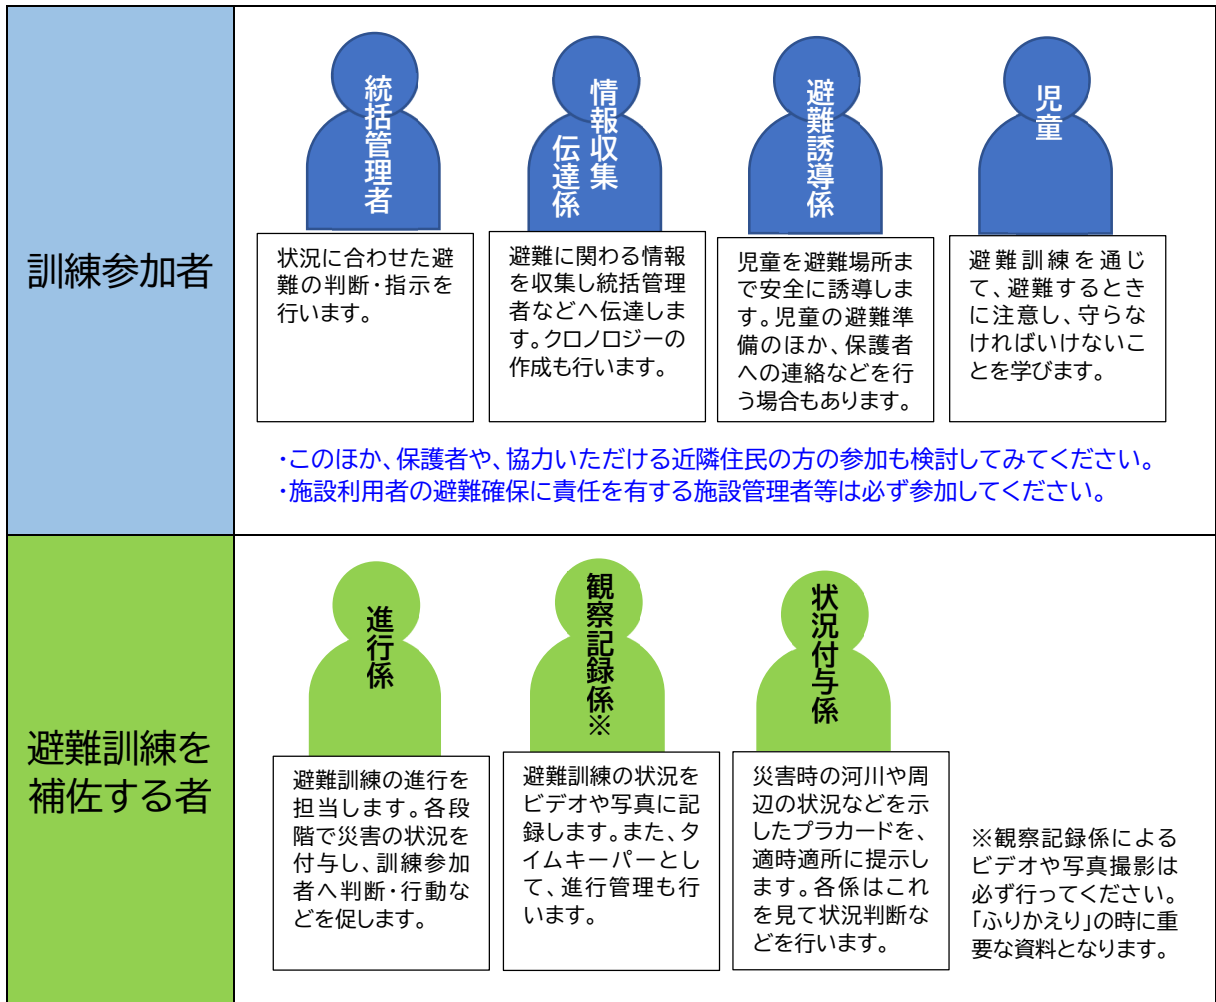 訓練参加者
統括管理者
状況に合わせた避
難の判断・指示を
行います。
情報収集
伝達係
避難に関わる情報
を収集し統括管理
者などへ伝達しま
す。クロノロジーの
作成も行います。
避難誘導係
児童を避難場所ま
で安全に誘導しま
す。児童の避難準
備のほか、保護者
への連絡などを行
う場合もあります。
児童
避難訓練を通じ
て、避難するとき
に注意し、守らな
ければいけないこ
とを学びます。
・このほか、保護者や、協力いただける近隣住民の方の参加も検討してみてください。
・施設利用者の避難確保に責任を有する施設管理者等は必ず参加してください。
避難訓練を
補佐する者
進行係
避難訓練の進行を
担当します。各段
階で災害の状況を
付与し、訓練参加
者へ判断・行動な
どを促します。
観察記録係※
避難訓練の状況を
ビデオや写真に記
録します。また、タ
イムキーパーとし
て、進行管理も行
います。
状況付与係
災害時の河川や周
辺の状況などを示
したプラカードを、
適時適所に提示し
ます。各係はこれ
を見て状況判断な
どを行います。
※観察記録係による
ビデオや写真撮影は
必ず行ってください。
「ふりかえり」の時に重
要な資料となります。